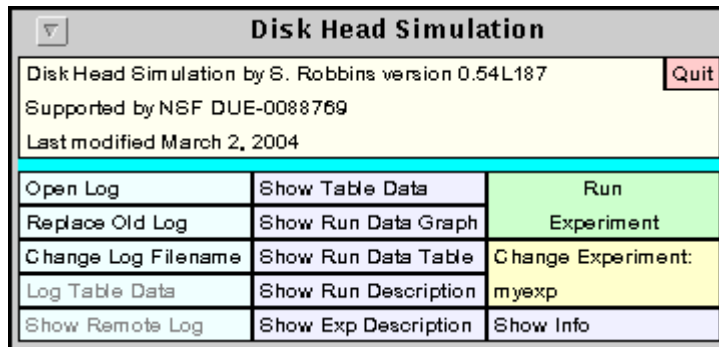 Disk Head Simulation
Disk Head Simulation by S. Robbins version 0.54L187
Quit
Supported by NSF DUE-0088769
Last modified March 2, 2004
Open Log
Show Table Data
Run
Replace Old Log
Show Run Data Graph
Experiment
Change Log Filename
Show Run Data Table
Change Experiment:
Log Table Data
Show Run Description
myexp
Show Remote Log
Show Exp Description
Show Info